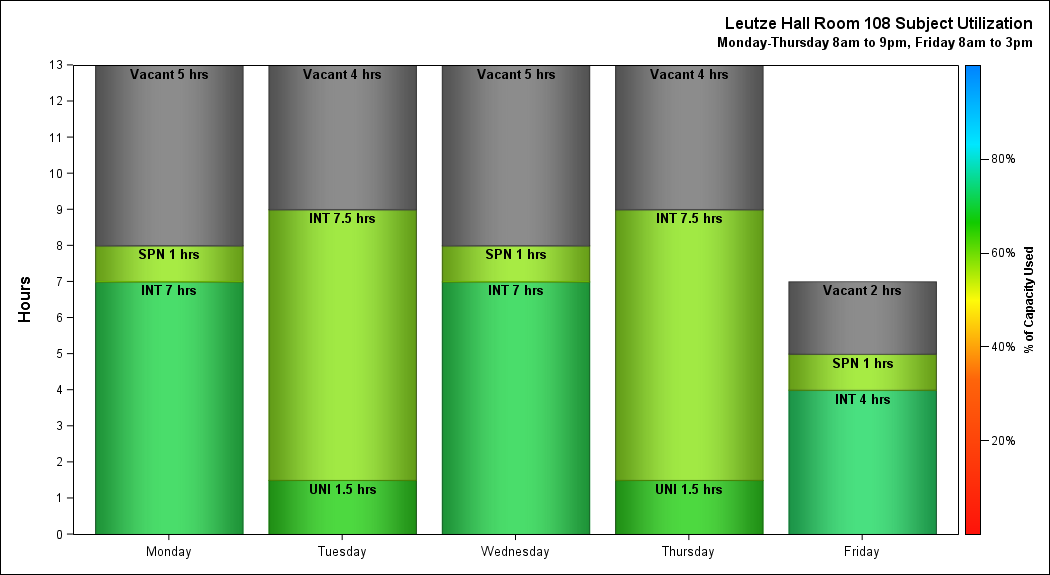 Leutze Hall Room 108 Subject Utilization
Monday-Thursday 8am to 9pm, Friday 8am to 3pm
Hours
13
12
11
10
9
8
7
6
5
4
3
2
1
0
Vacant 5 hrs
SPN 1 hrs
INT 7 hrs
Vacant 4 hrs
INT 7.5 hrs
UNI 1.5 hrs
Vacant 5 hrs
SPN 1 hrs
INT 7 hrs
Vacant 4 hrs
INT 7.5 hrs
UNI 1.5 hrs
Vacant 2 hrs
SPN 1 hrs
INT 4 hrs
Monday
Tuesday
Wednesday
Thursday
Friday
80%
60%
40%
20%
% of Capacity Used